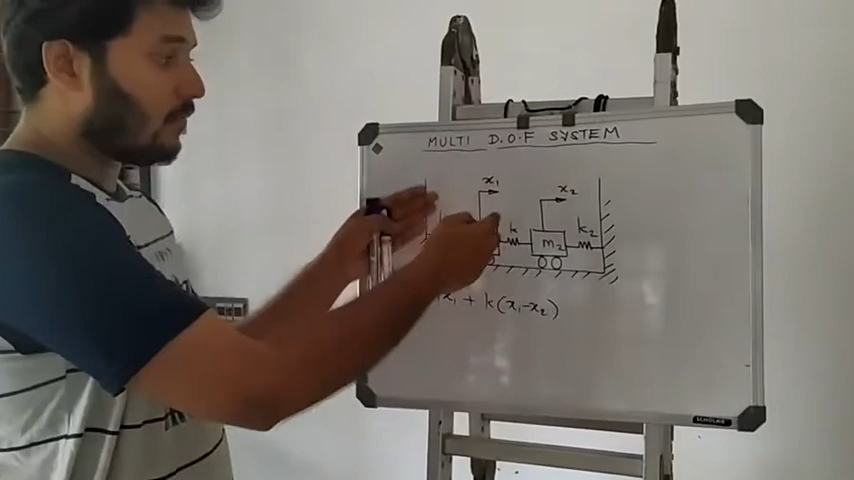 MULTI D.O.F SYSTEM
x₁ x₂
k k₂
m₂
x₁ + k(x₁-x₂)
SCHOLAR